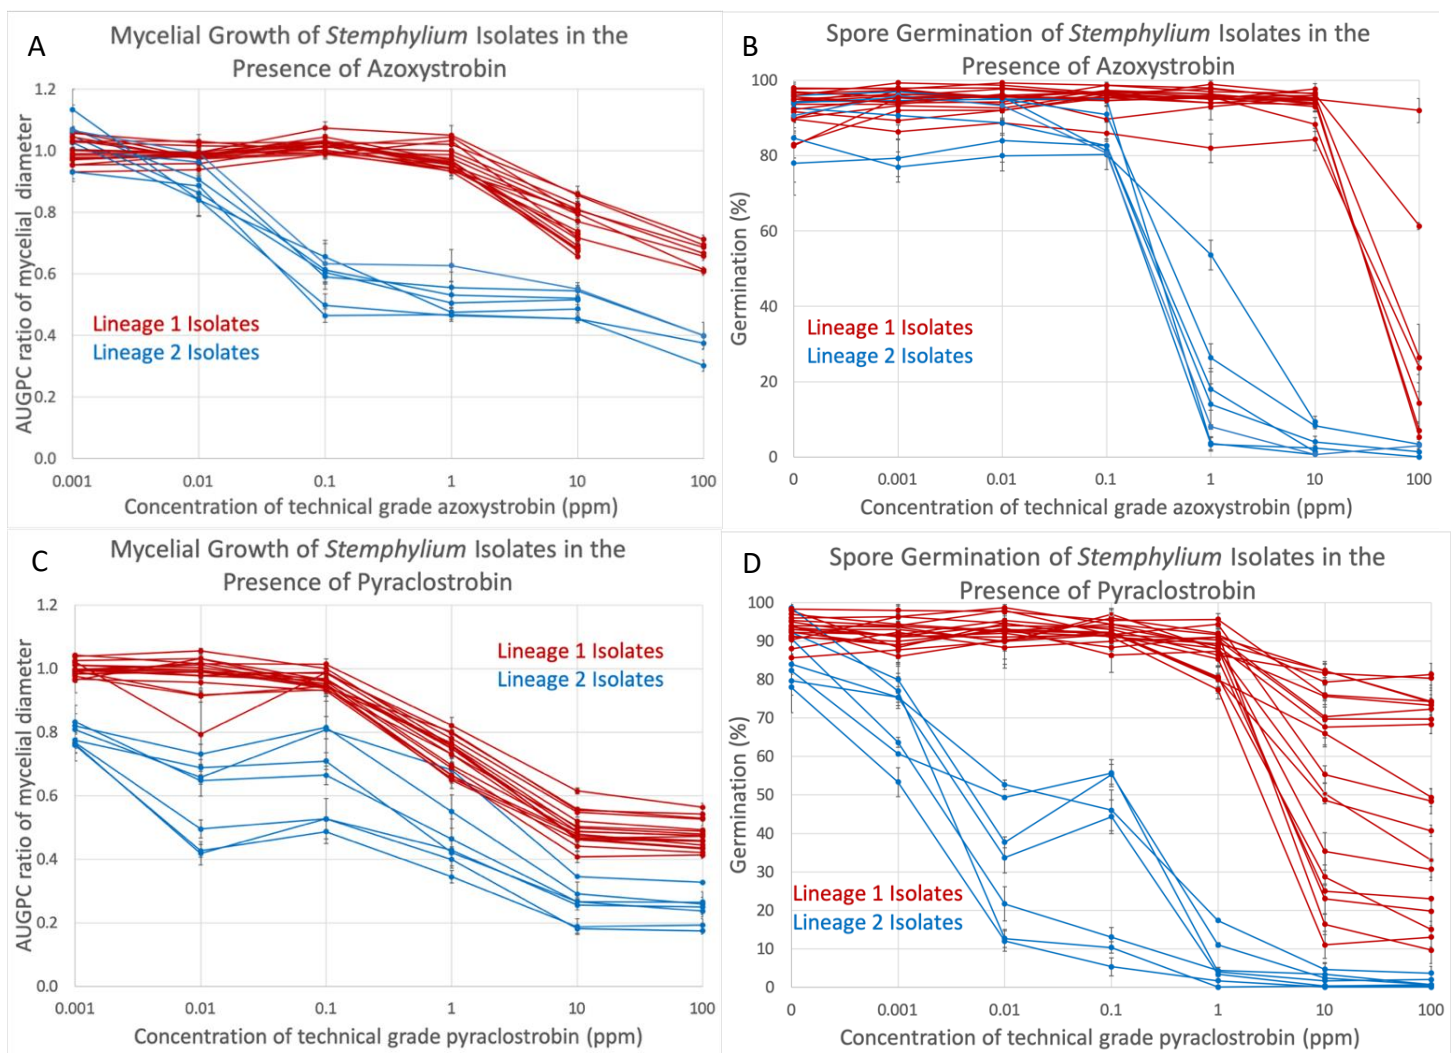 A
Mycelial Growth of Stemphylium Isolates in the
Presence of Azoxystrobin
AUGPC ratio of mycelial diameter
1.2
1.0
0.8
0.6
0.4
0.2
0.0
Lineage 1 Isolates
Lineage 2 Isolates
0.001 0.01 0.1 1 10 100
Concentration of technical grade azoxystrobin (ppm)
B
Spore Germination of Stemphylium Isolates in the
Presence of Azoxystrobin
Germination (%)
100
80
60
40
20
0
Lineage 1 Isolates
Lineage 2 Isolates
0 0.001 0.01 0.1 1 10 100
Concentration of technical grade azoxystrobin (ppm)
C
Mycelial Growth of Stemphylium Isolates in the
Presence of Pyraclostrobin
AUGPC ratio of mycelial diameter
1.2
1.0
0.8
0.6
0.4
0.2
0.0
Lineage 1 Isolates
Lineage 2 Isolates
0.001 0.01 0.1 1 10 100
Concentration of technical grade pyraclostrobin (ppm)
D
Spore Germination of Stemphylium Isolates in the
Presence of Pyraclostrobin
Germination (%)
100
90
80
70
60
50
40
30
20
10
0
Lineage 1 Isolates
Lineage 2 Isolates
0 0.001 0.01 0.1 1 10 100
Concentration of technical grade pyraclostrobin (ppm)